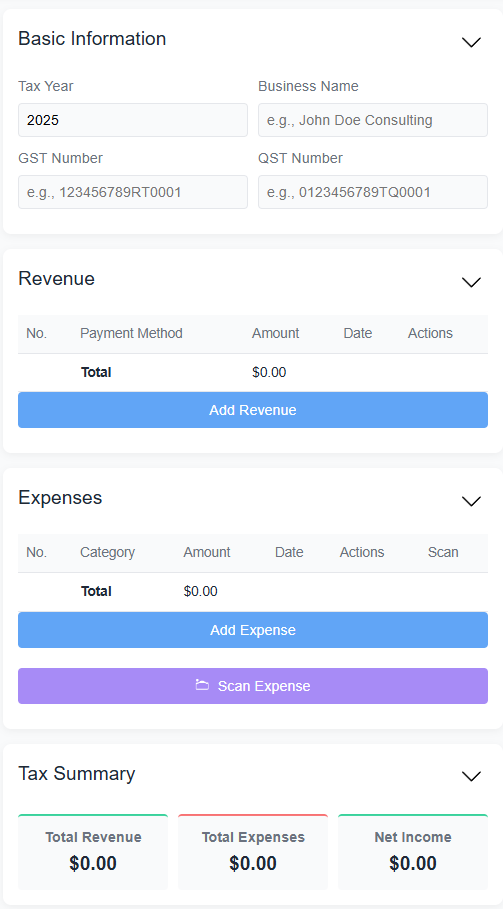 Basic Information
Tax Year Business Name
2025 e.g., John Doe Consulting
GST Number QST Number
e.g., 123456789RT0001 e.g., 0123456789TQ0001
Revenue
No. Payment Method Amount Date Actions
Total $0.00
Add Revenue
Expenses
No. Category Amount Date Actions Scan
Total $0.00
Add Expense
Scan Expense
Tax Summary
Total Revenue Total Expenses Net Income
$0.00 $0.00 $0.00